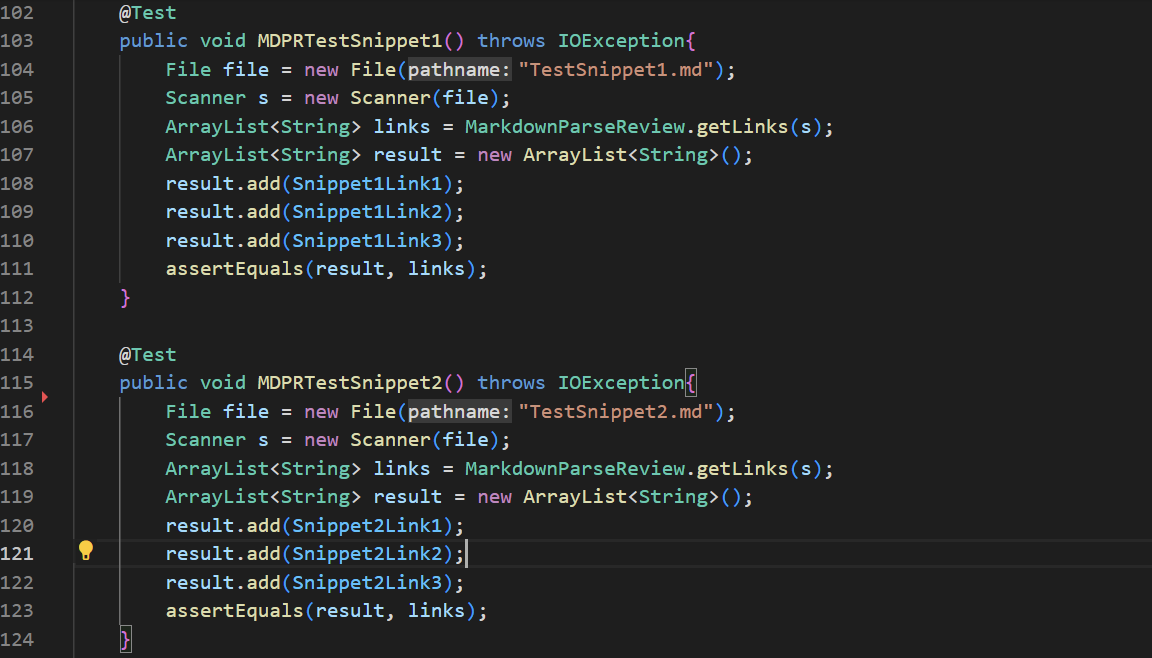 102 @Test
103 public void MDPRTestSnippet1() throws IOException{
104 File file = new File(pathname: "TestSnippet1.md");
105 Scanner s = new Scanner(file);
106 ArrayList<String> links = MarkdownParseReview.getLinks(s);
107 ArrayList<String> result = new ArrayList<String>();
108 result.add(Snippet1Link1);
109 result.add(Snippet1Link2);
110 result.add(Snippet1Link3);
111 assertEquals(result, links);
112 }
113
114 @Test
115 public void MDPRTestSnippet2() throws IOException{
116 File file = new File(pathname: "TestSnippet2.md");
117 Scanner s = new Scanner(file);
118 ArrayList<String> links = MarkdownParseReview.getLinks(s);
119 ArrayList<String> result = new ArrayList<String>();
120 result.add(Snippet2Link1);
121 result.add(Snippet2Link2);
122 result.add(Snippet2Link3);
123 assertEquals(result, links);
124 }